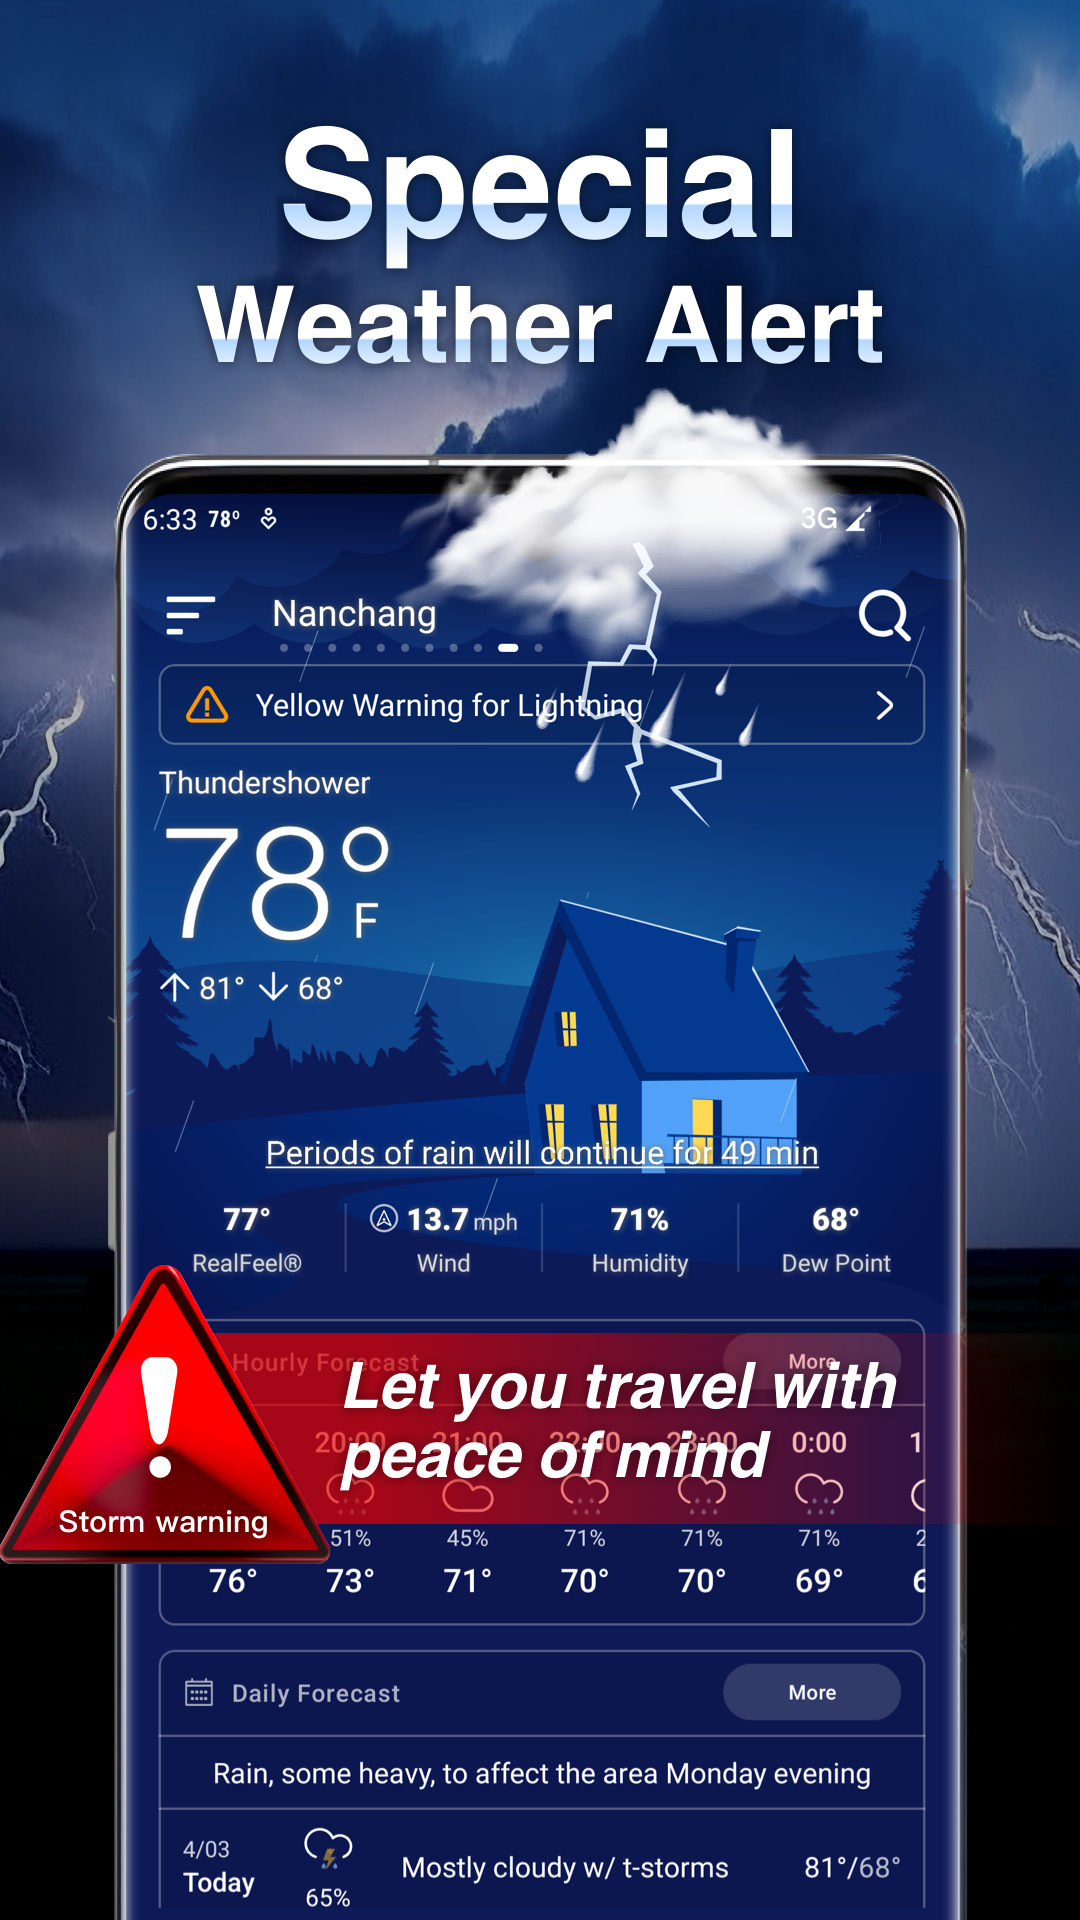 Special
Weather Alert
6:33 78° 3G
Nanchang
Yellow Warning for Lightning
Thundershower
78°
F
81° 68°
Periods of rain will continue for 49 min
77° 13.7 mph 71% 68°
RealFeel® Wind Humidity Dew Point
Hourly Forecast More
Let you travel with
peace of mind
20:00 21:00 22:00 23:00 0:00 1
Storm warning
51% 45% 71% 71% 71% 2
76° 73° 71° 70° 70° 69° 6
Daily Forecast More
Rain, some heavy, to affect the area Monday evening
4/03
Today
65%
Mostly cloudy w/ t-storms 81°/68°